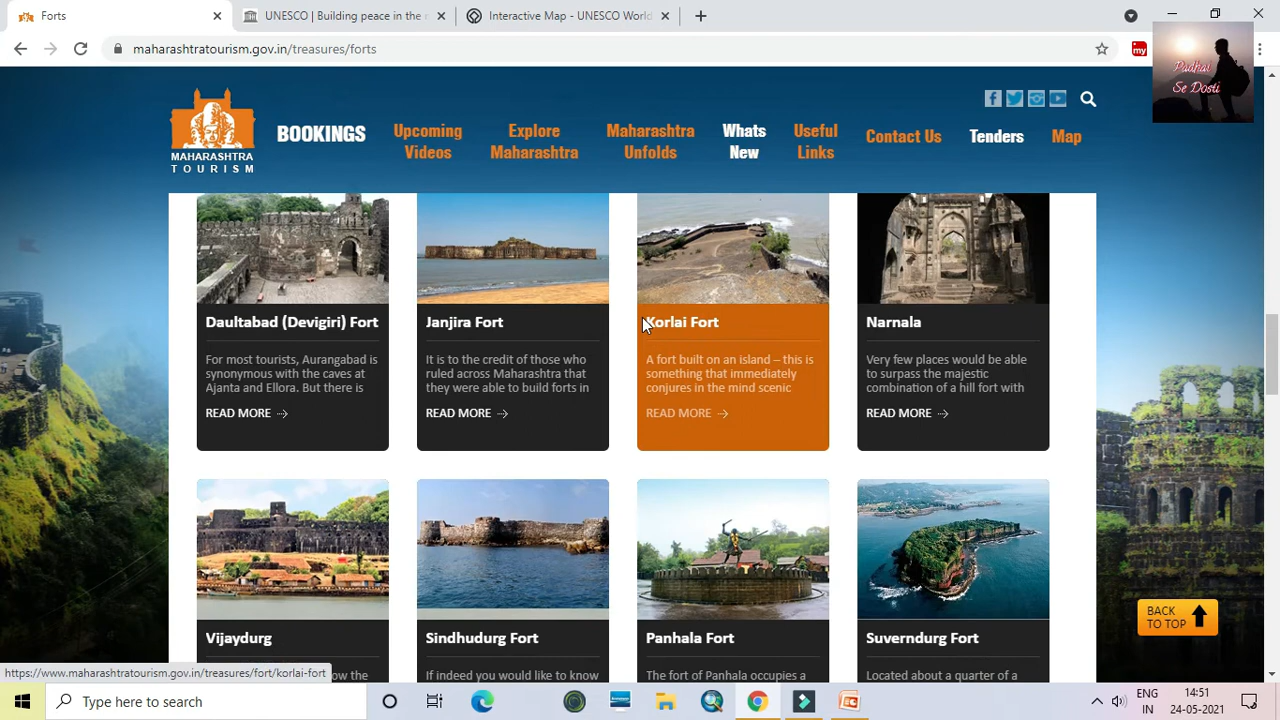 Forts
UNESCO | Building peace in the
Interactive Map - UNESCO World
maharashtratourism.gov.in/treasures/forts
my
Padhai
Se Dosti
MAHARASHTRA
TOURISM
BOOKINGS
Upcoming
Videos
Explore
Maharashtra
Maharashtra
Unfolds
Whats
New
Useful
Links
Contact Us
Tenders
Map
Daultabad (Devigiri) Fort
For most tourists, Aurangabad is
synonymous with the caves at
Ajanta and Ellora. But there is
READ MORE
Janjira Fort
It is to the credit of those who
ruled across Maharashtra that
they were able to build forts in
READ MORE
Korlai Fort
A fort built on an island – this is
something that immediately
conjures in the mind scenic
READ MORE
Narnala
Very few places would be able
to surpass the majestic
combination of a hill fort with
READ MORE
Vijaydurg
Sindhudurg Fort
If indeed you would like to know
Panhala Fort
The fort of Panhala occupies a
Suverndurg Fort
Located about a quarter of a
BACK
TO TOP
https://www.maharashtratourism.gov.in/treasures/fort/korlai-fort
now the
Type here to search
ENG
IN
14:51
24-05-2021